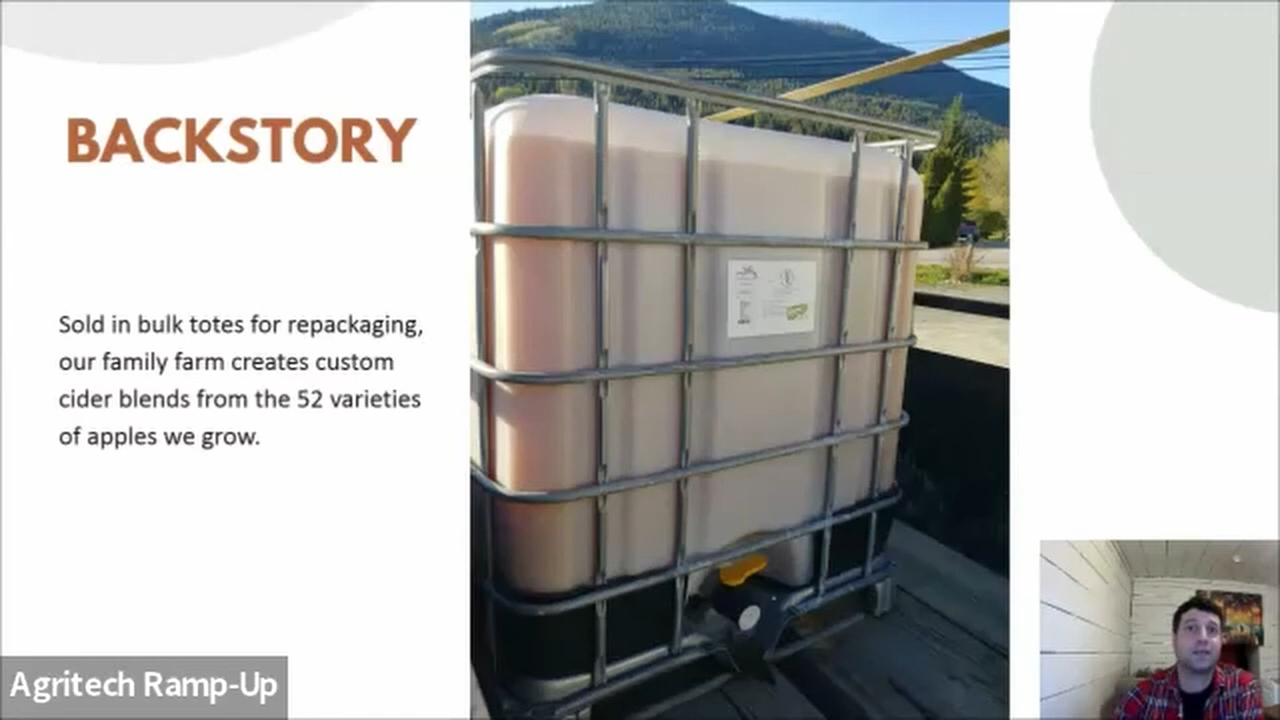 BACKSTORY
Sold in bulk totes for repackaging,
our family farm creates custom
cider blends from the 52 varieties
of apples we grow.
Agritech Ramp-Up